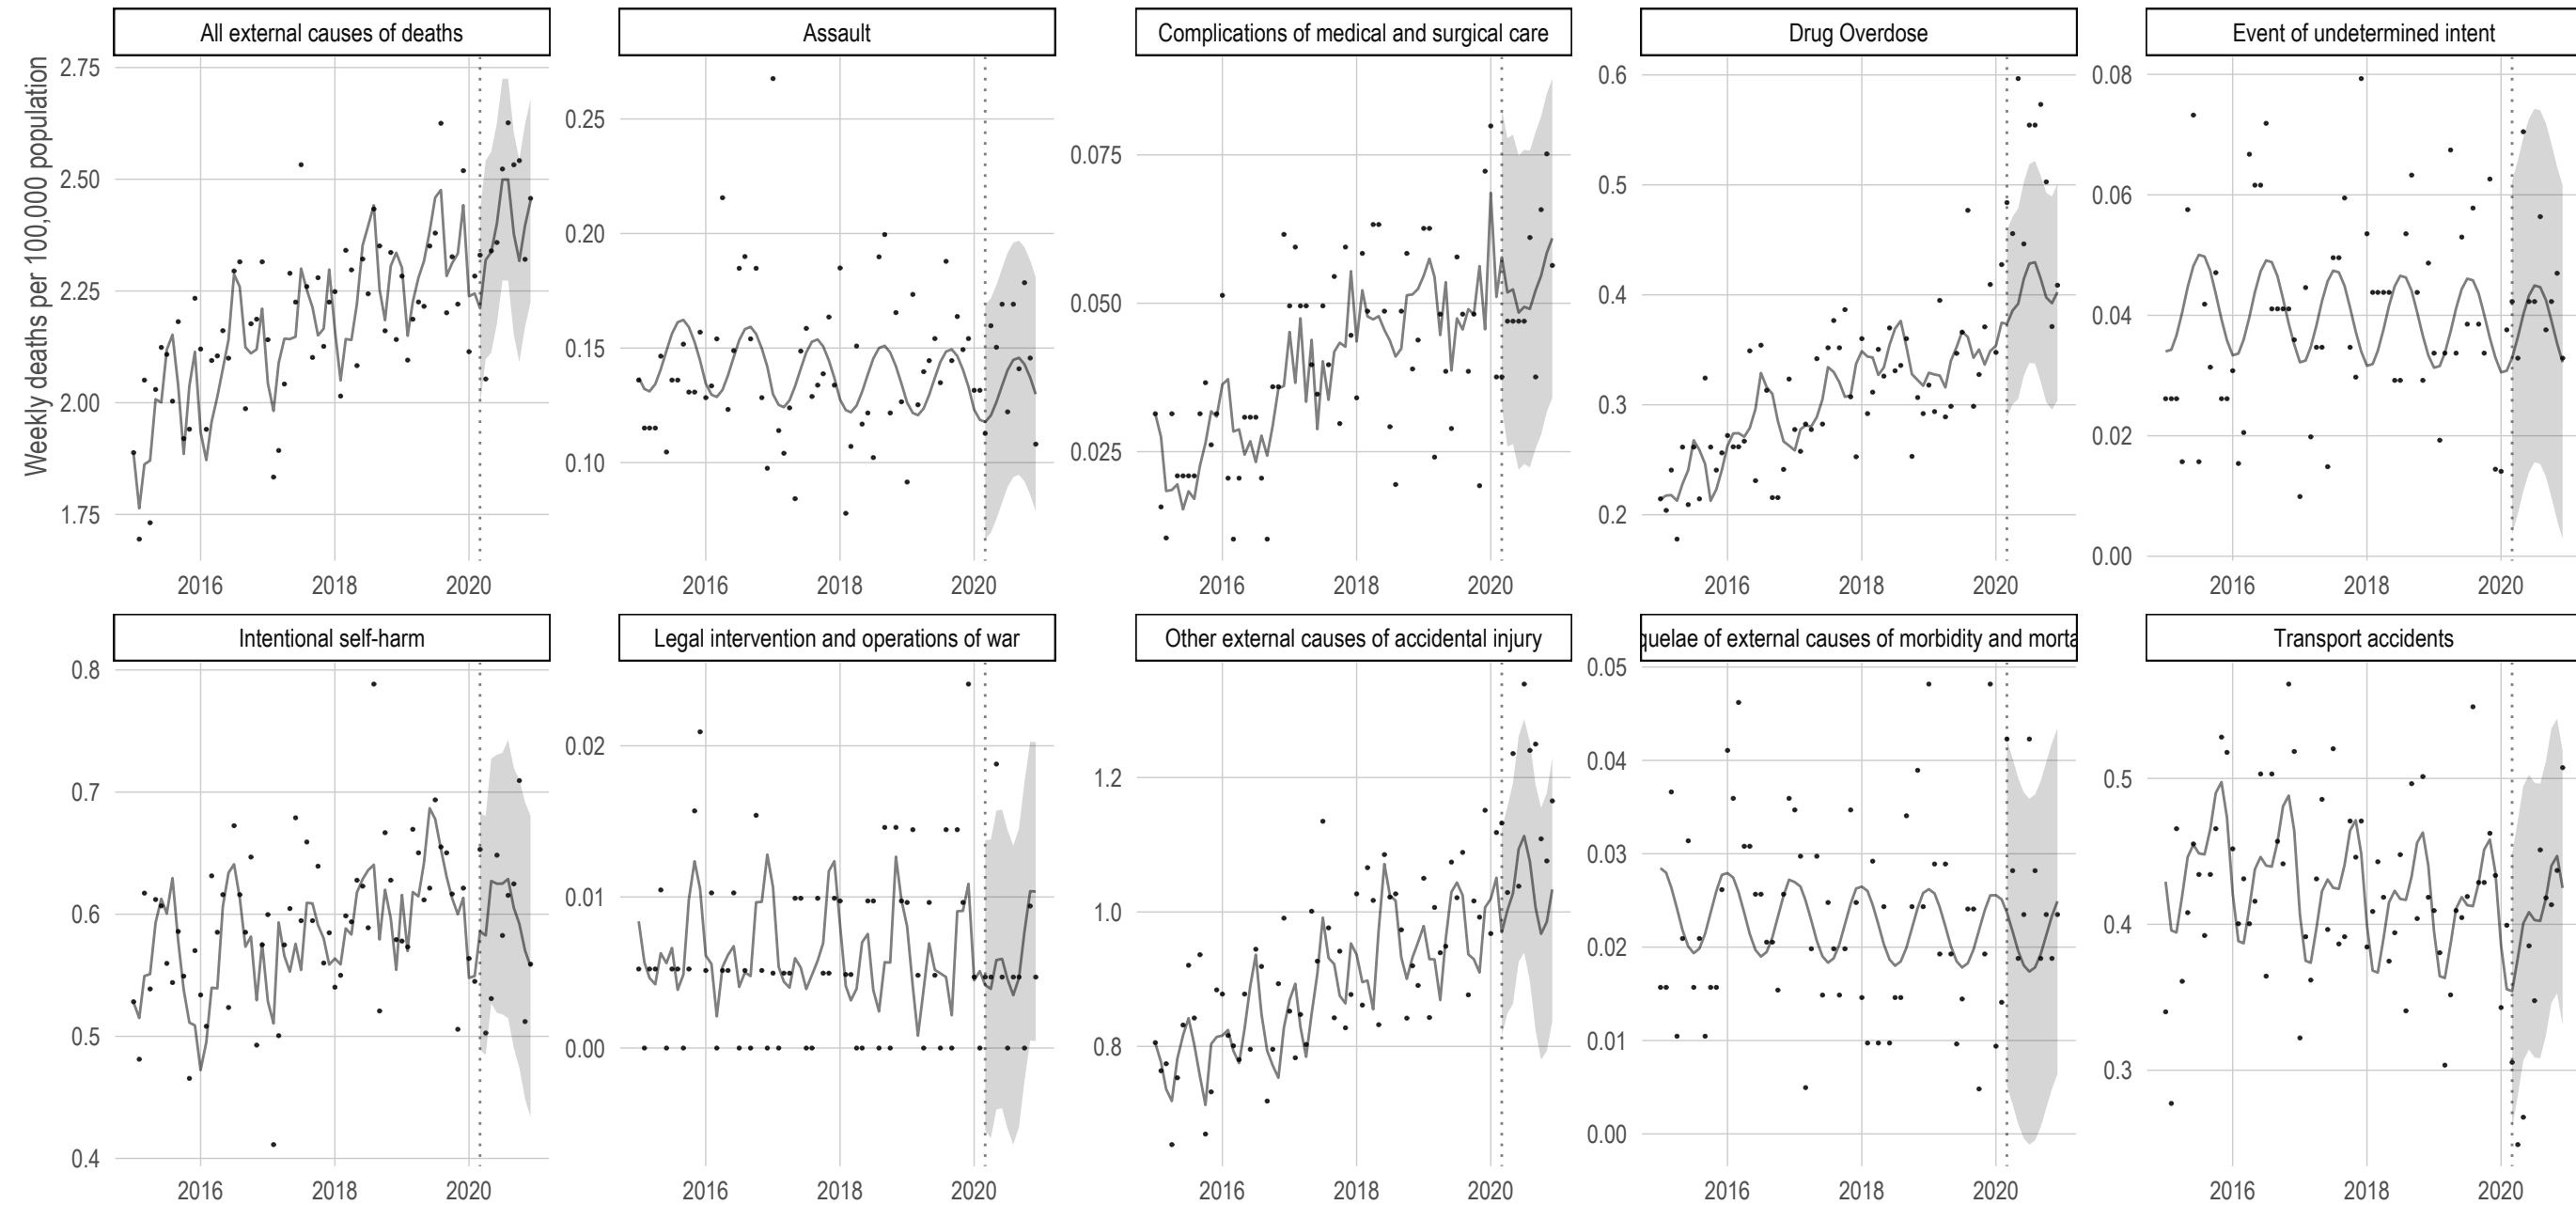 All external causes of deaths
Assault
Complications of medical and surgical care
Drug Overdose
Event of undetermined intent
Weekly deaths per 100,000 population
2.75
2.50
2.25
2.00
1.75
2016 2018 2020
0.25
0.20
0.15
0.10
2016 2018 2020
0.075
0.050
0.025
2016 2018 2020
0.6
0.5
0.4
0.3
0.2
2016 2018 2020
0.08
0.06
0.04
0.02
0.00
2016 2018 2020
Intentional self-harm
Legal intervention and operations of war
Other external causes of accidental injury
quelae of external causes of morbidity and morta
Transport accidents
0.8
0.7
0.6
0.5
0.4
2016 2018 2020
0.02
0.01
0.00
2016 2018 2020
1.2
1.0
0.8
2016 2018 2020
0.05
0.04
0.03
0.02
0.01
0.00
2016 2018 2020
0.5
0.4
0.3
2016 2018 2020